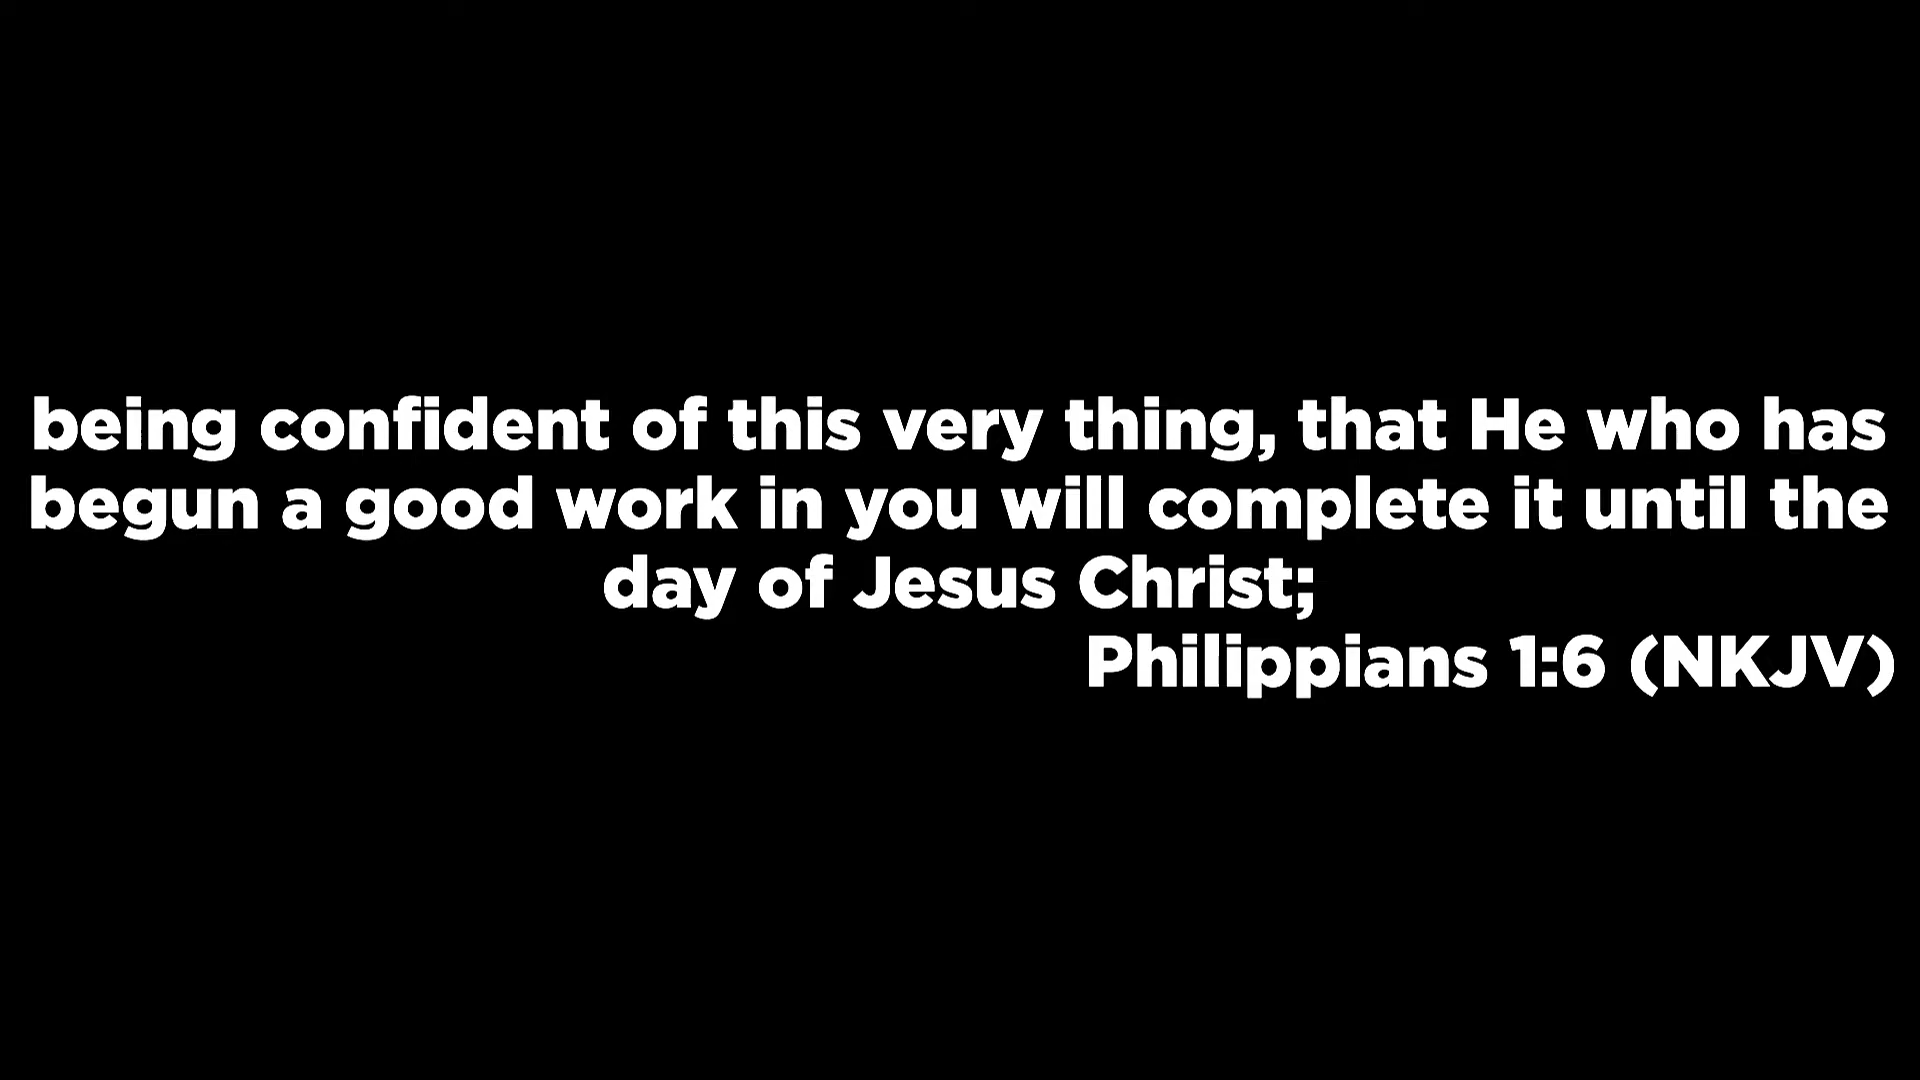 being confident of this very thing, that He who has
begun a good work in you will complete it until the
day of Jesus Christ;
Philippians 1:6 (NKJV)